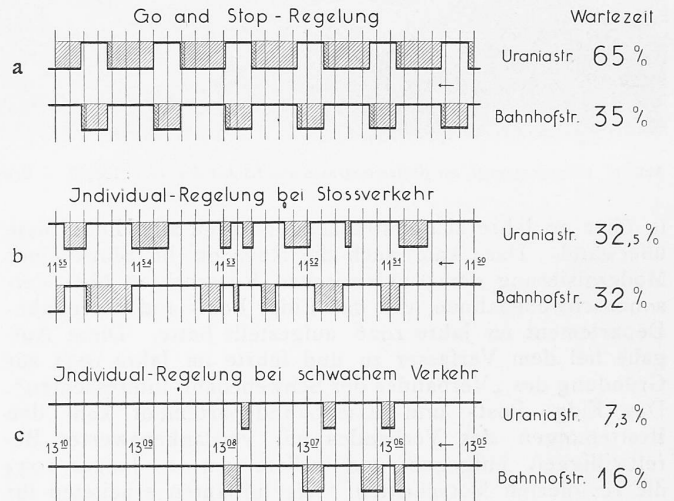 Go and Stop-Regelung Wartezeit
a
Uraniastr. 65 %
Bahnhofstr. 35 %
Individual-Regelung bei Stossverkehr
b
Uraniastr. 32,5 %
11 55 11 54 11 53 11 52 11 51 11 50
Bahnhofstr. 32 %
Individual-Regelung bei schwachem Verkehr
c
Uraniastr. 7,3 %
13 10 13 09 13 08 13 07 13 06 13 05
Bahnhofstr. 16 %